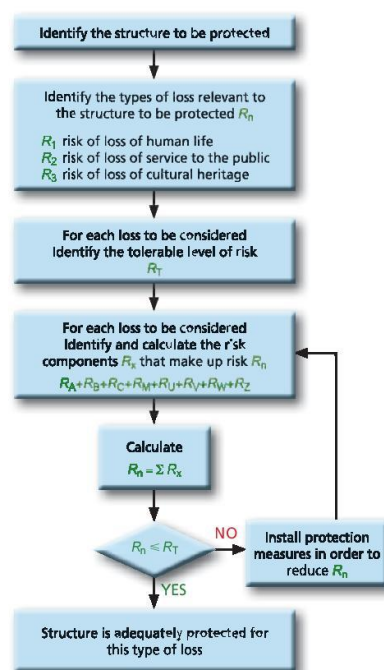 Identify the structure to be protected
Identify the types of loss relevant to
the structure to be protected Rn
R1 risk of loss of human life
R2 risk of loss of service to the public
R3 risk of loss of cultural heritage
For each loss to be considered
Identify the tolerable level of risk
RT
For each loss to be considered
Identify and calculate the risk
components Rx that make up risk Rn
RA+RB+RC+RM+RU+RV+RW+RZ
Calculate
Rn = Σ Rx
Rn ≤ RT
NO
Install protection
measures in order to
reduce Rn
YES
Structure is adequately protected for
this type of loss